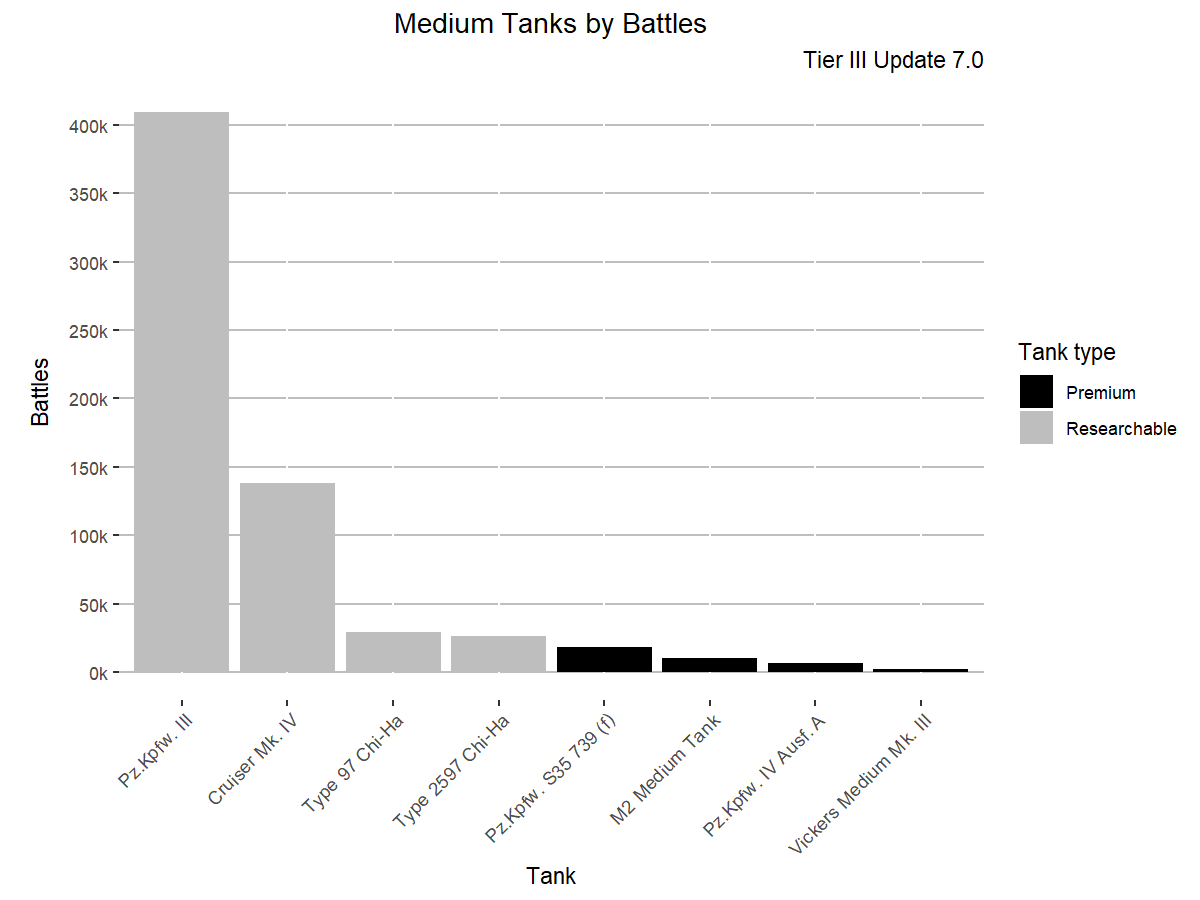 Medium Tanks by Battles
Tier III Update 7.0
Battles
400k
350k
300k
250k
200k
150k
100k
50k
0k
Pz.Kpfw. III
Cruiser Mk. IV
Type 97 Chi-Ha
Type 2597 Chi-Ha
Pz.Kpfw. S35 739 (f)
M2 Medium Tank
Pz.Kpfw. IV Ausf. A
Vickers Medium Mk. III
Tank
Tank type
Premium
Researchable